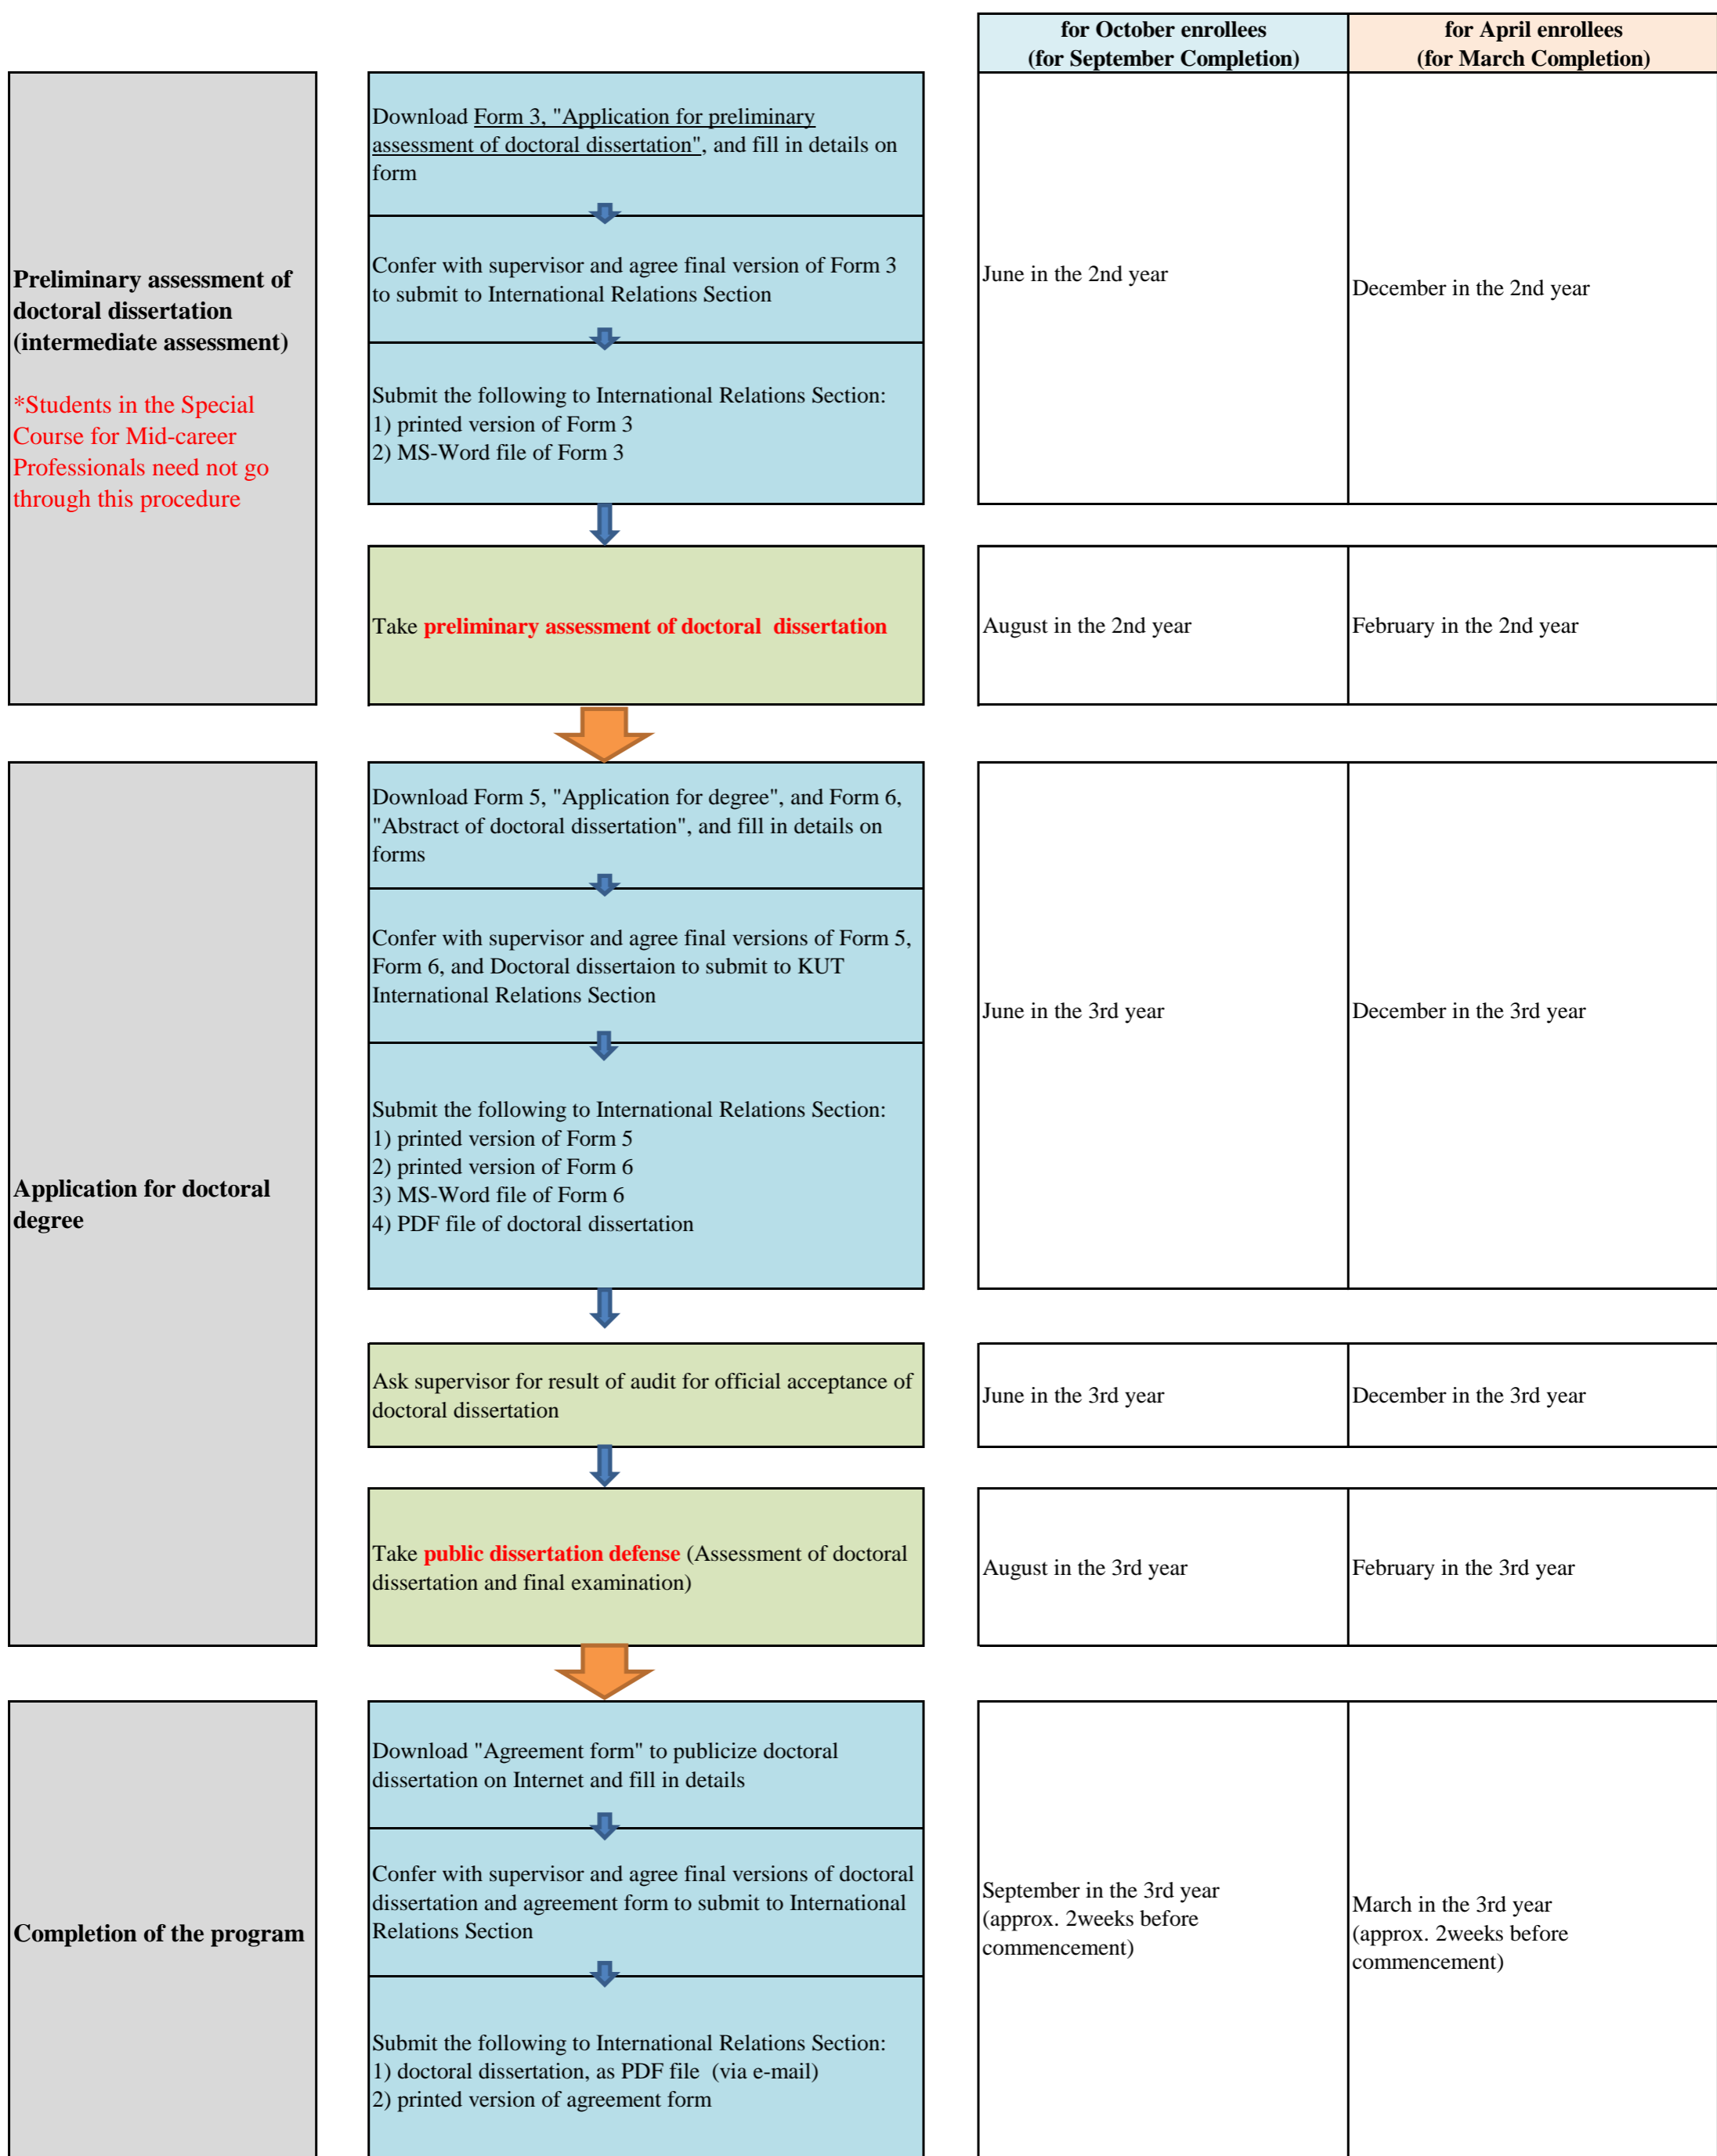 for October enrollees
(for September Completion)
for April enrollees
(for March Completion)
Preliminary assessment of
doctoral dissertation
(intermediate assessment)
*Students in the Special
Course for Mid-career
Professionals need not go
through this procedure
Download Form 3, "Application for preliminary
assessment of doctoral dissertation", and fill in details on
form
Confer with supervisor and agree final version of Form 3
to submit to International Relations Section
Submit the following to International Relations Section:
1) printed version of Form 3
2) MS-Word file of Form 3
June in the 2nd year
December in the 2nd year
Take preliminary assessment of doctoral  dissertation
August in the 2nd year
February in the 2nd year
Application for doctoral
degree
Download Form 5, "Application for degree", and Form 6,
"Abstract of doctoral dissertation", and fill in details on
forms
Confer with supervisor and agree final versions of Form 5,
Form 6, and Doctoral dissertaion to submit to KUT
International Relations Section
Submit the following to International Relations Section:
1) printed version of Form 5
2) printed version of Form 6
3) MS-Word file of Form 6
4) PDF file of doctoral dissertation
June in the 3rd year
December in the 3rd year
Ask supervisor for result of audit for official acceptance of
doctoral dissertation
June in the 3rd year
December in the 3rd year
Take public dissertation defense (Assessment of doctoral
dissertation and final examination)
August in the 3rd year
February in the 3rd year
Completion of the program
Download "Agreement form" to publicize doctoral
dissertation on Internet and fill in details
Confer with supervisor and agree final versions of doctoral
dissertation and agreement form to submit to International
Relations Section
Submit the following to International Relations Section:
1) doctoral dissertation, as PDF file  (via e-mail)
2) printed version of agreement form
September in the 3rd year
(approx. 2weeks before
commencement)
March in the 3rd year
(approx. 2weeks before
commencement)